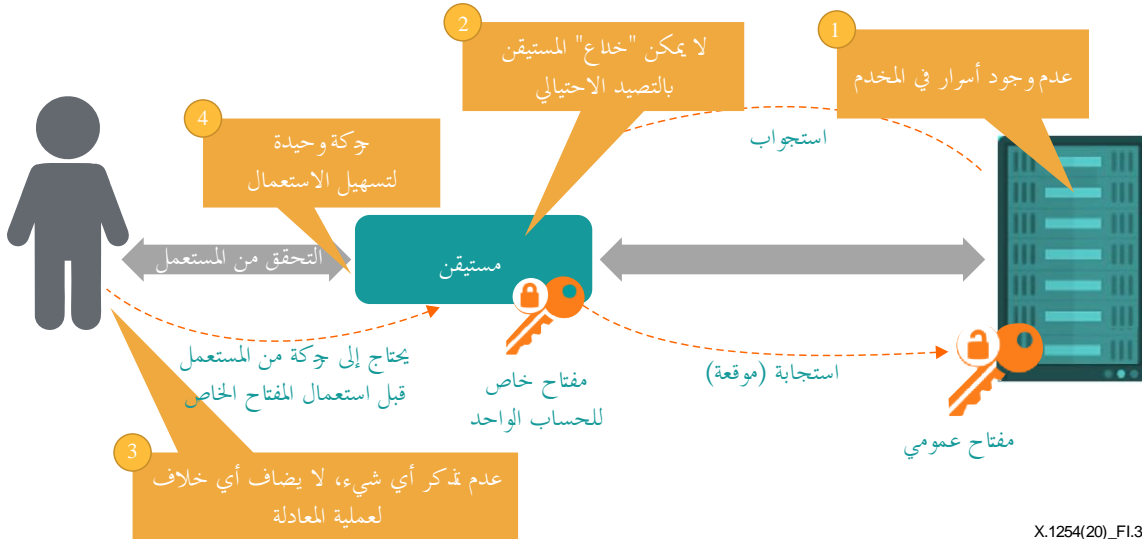 1
عدم وجود أسرار في المخدم
2
لا يمكن "خداع" المستيقن
بالتصيد الاحتيالي
استجواب
4
حركة وحيدة
لتسهيل الاستعمال
التحقق من المستعمل
مستيقن
يحتاج إلى حركة من المستعمل
قبل استعمال المفتاح الخاص
مفتاح خاص
للحساب الواحد
استجابة (موقعة)
مفتاح عمومي
3
عدم تذكر أي شيء، لا يضاف أي خلاف
لعملية المعادلة
X.1254(20)_FI.3